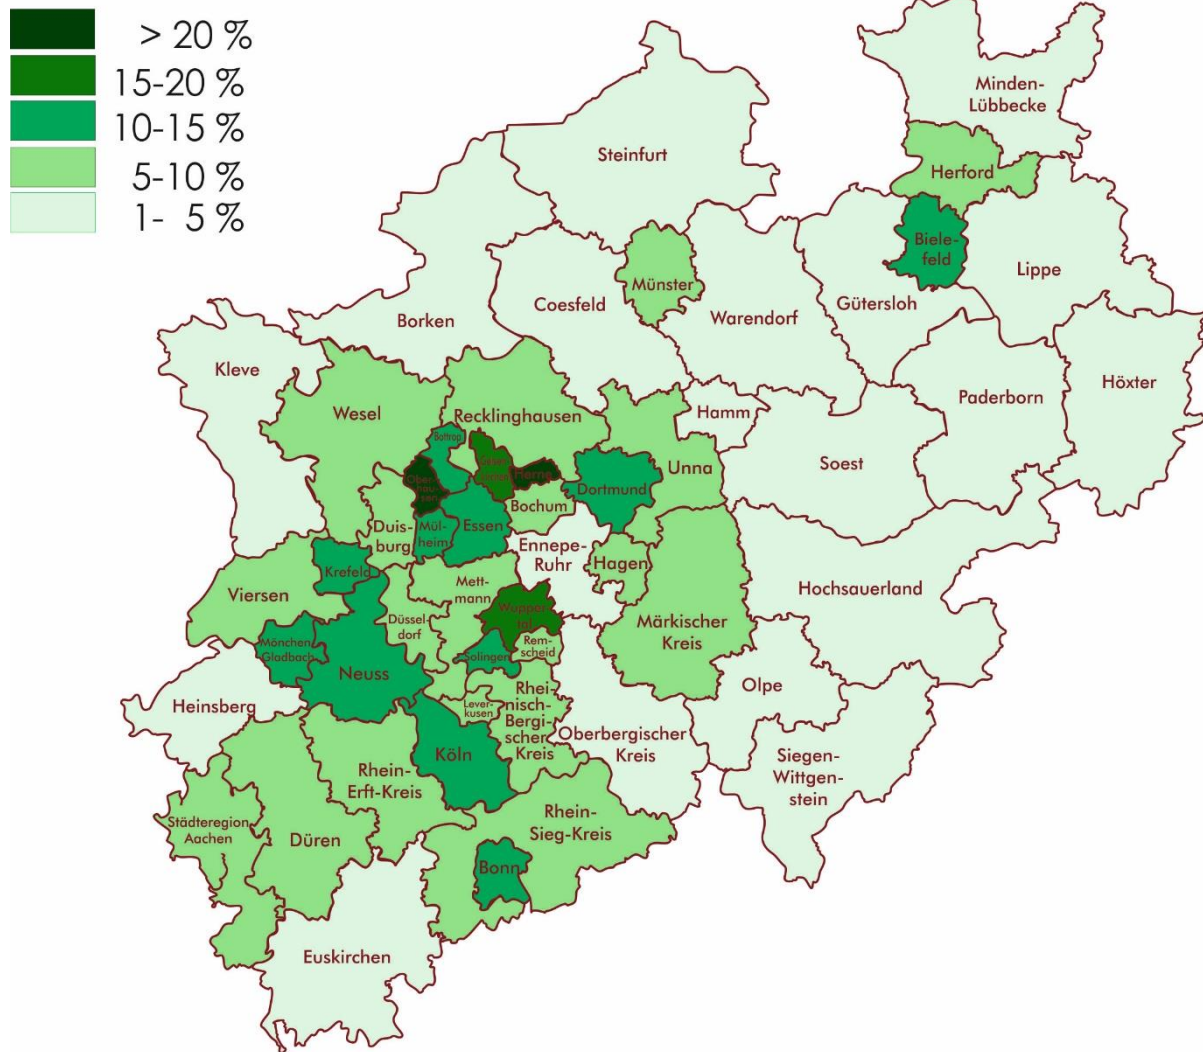 > 20 %
15-20 %
10-15 %
5-10 %
1- 5 %
Minden-
Lübbecke
Steinfurt
Herford
Biele-
feld
Lippe
Münster
Coesfeld
Warendorf
Gütersloh
Borken
Kleve
Höxter
Paderborn
Wesel
Recklinghausen
Hamm
Bottrop
Soest
Unna
Herne
Ober-
hausen
Dortmund
Bochum
Essen
Mül-
heim
Duis-
burg
Ennepe-
Ruhr
Hagen
Krefeld
Viersen
Mett-
mann
Hochsauerland
Wupper-
tal
Düssel-
dorf
Märkischer
Kreis
Rem-
scheid
Solingen
Mönchen
Gladbach
Neuss
Olpe
Heinsberg
Lever-
kusen
Rhei-
nisch-
Bergi-
scher
Kreis
Oberbergischer
Kreis
Köln
Siegen-
Wittgen-
stein
Rhein-
Erft-Kreis
Rhein-
Sieg-Kreis
Städteregion
Aachen
Düren
Bonn
Euskirchen